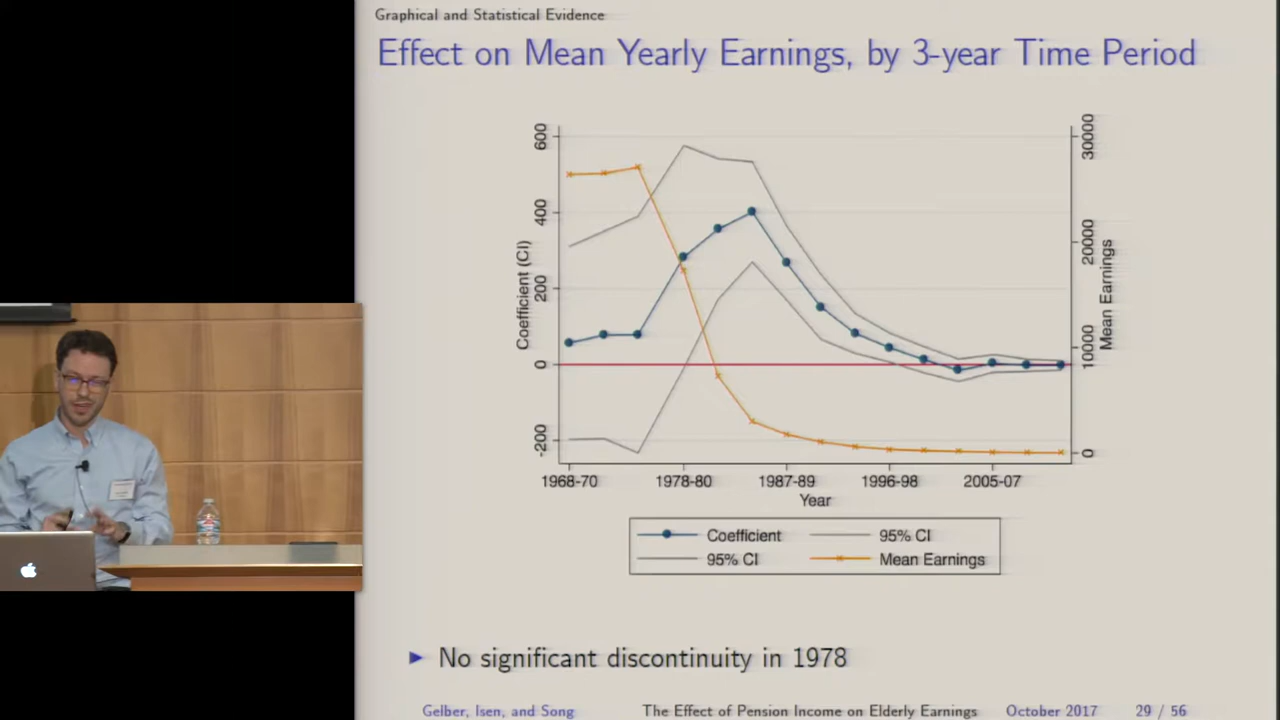 Graphical and Statistical Evidence
Effect on Mean Yearly Earnings, by 3-year Time Period
600
400
200
0
-200
Coefficient (CI)
30000
20000
10000
0
Mean Earnings
1968-70 1978-80 1987-89 1996-98 2005-07
Year
Coefficient 95% CI
95% CI Mean Earnings
No significant discontinuity in 1978
Gelber, Isen, and Song The Effect of Pension Income on Elderly Earnings October 2017 29 / 56